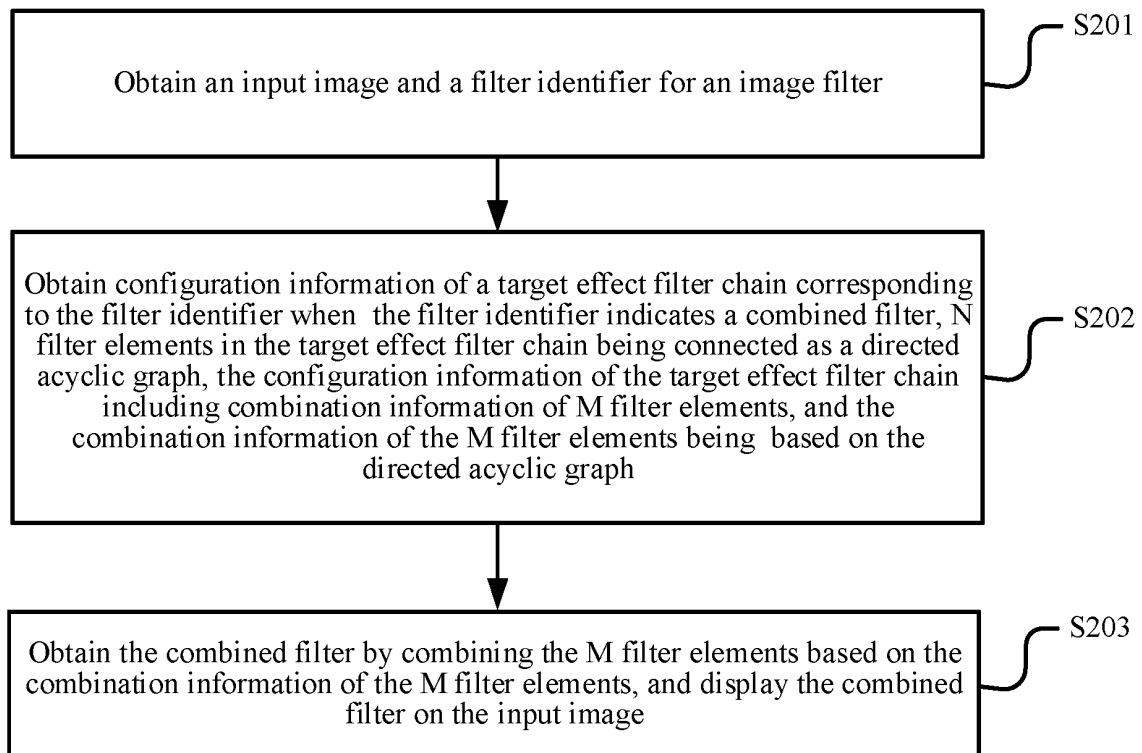 S201
Obtain an input image and a filter identifier for an image filter
Obtain configuration information of a target effect filter chain corresponding
to the filter identifier when the filter identifier indicates a combined filter, N
filter elements in the target effect filter chain being connected as a directed
acyclic graph, the configuration information of the target effect filter chain
including combination information of M filter elements, and the
combination information of the M filter elements being based on the
directed acyclic graph
S202
Obtain the combined filter by combining the M filter elements based on the
combination information of the M filter elements, and display the combined
filter on the input image
S203